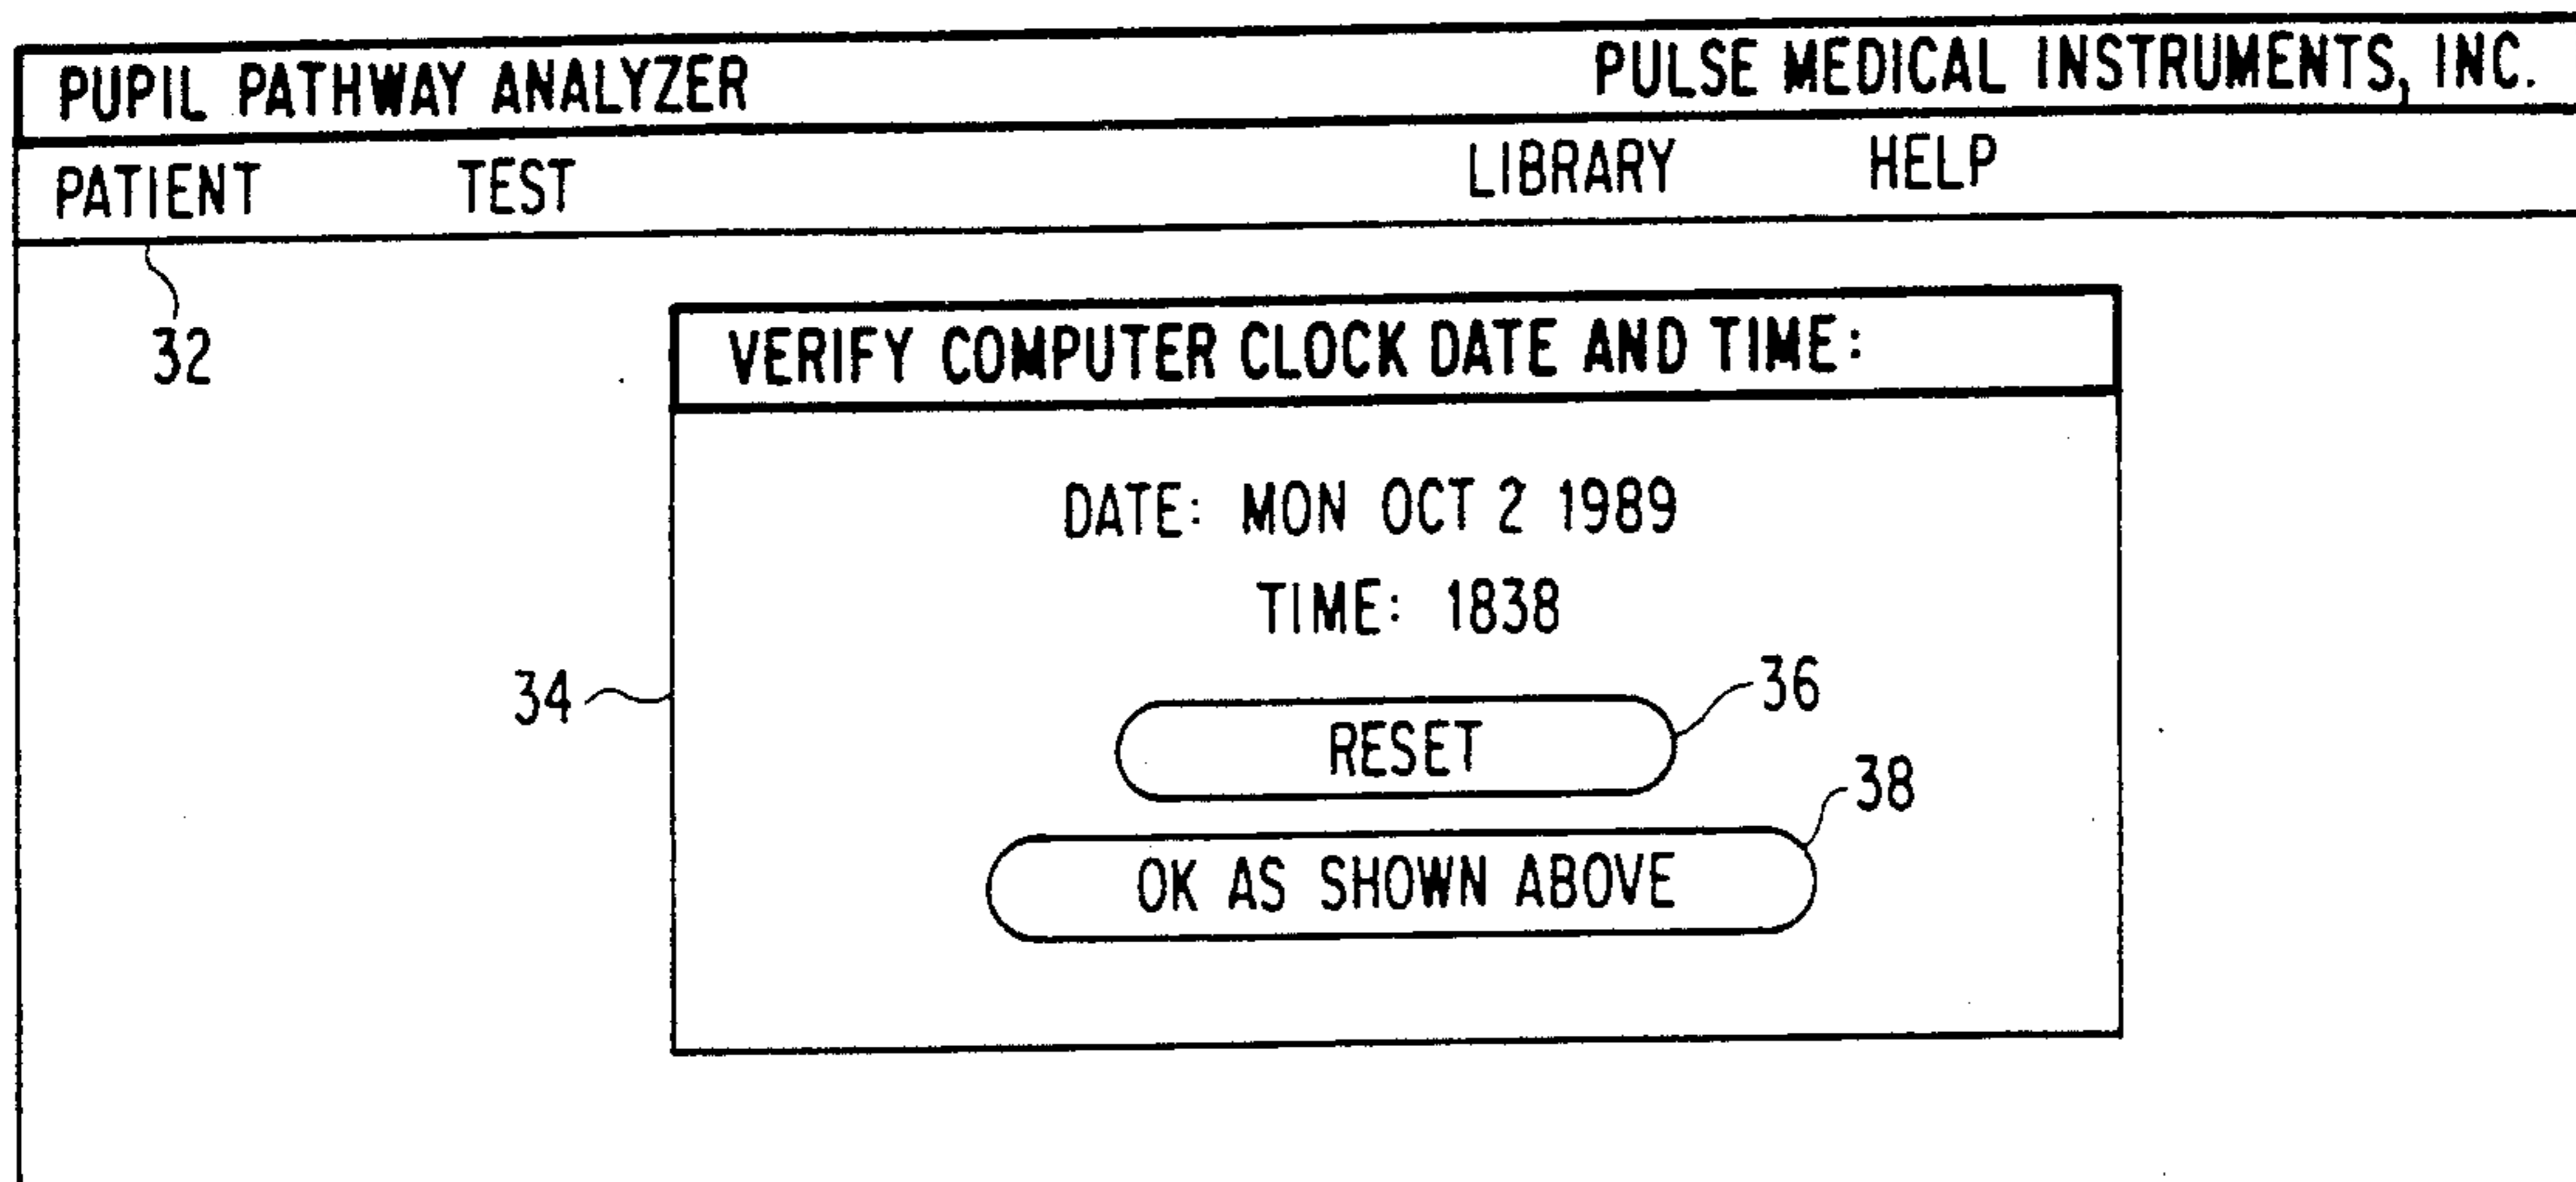 PUPIL PATHWAY ANALYZER PULSE MEDICAL INSTRUMENTS, INC.
PATIENT TEST LIBRARY HELP
32
VERIFY COMPUTER CLOCK DATE AND TIME:
DATE: MON OCT 2 1989
TIME: 1838
34
36
RESET
38
OK AS SHOWN ABOVE